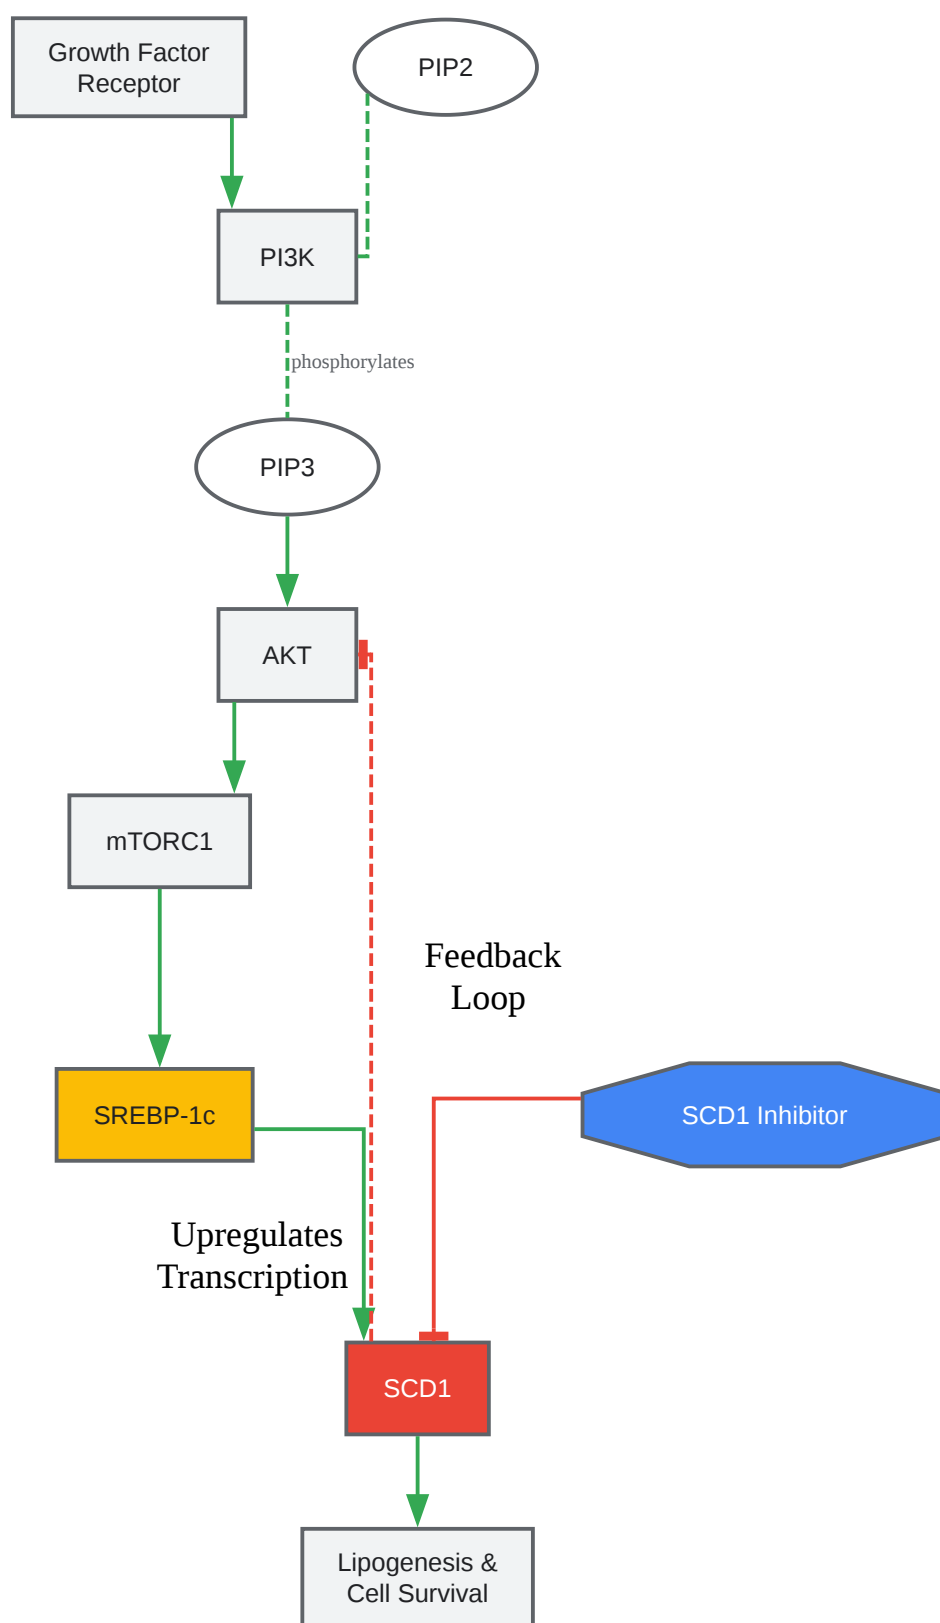 Growth Factor
Receptor
PIP2
PI3K
phosphorylates
PIP3
AKT
mTORC1
Feedback
Loop
SREBP-1c
SCD1 Inhibitor
Upregulates
Transcription
SCD1
Lipogenesis &
Cell Survival